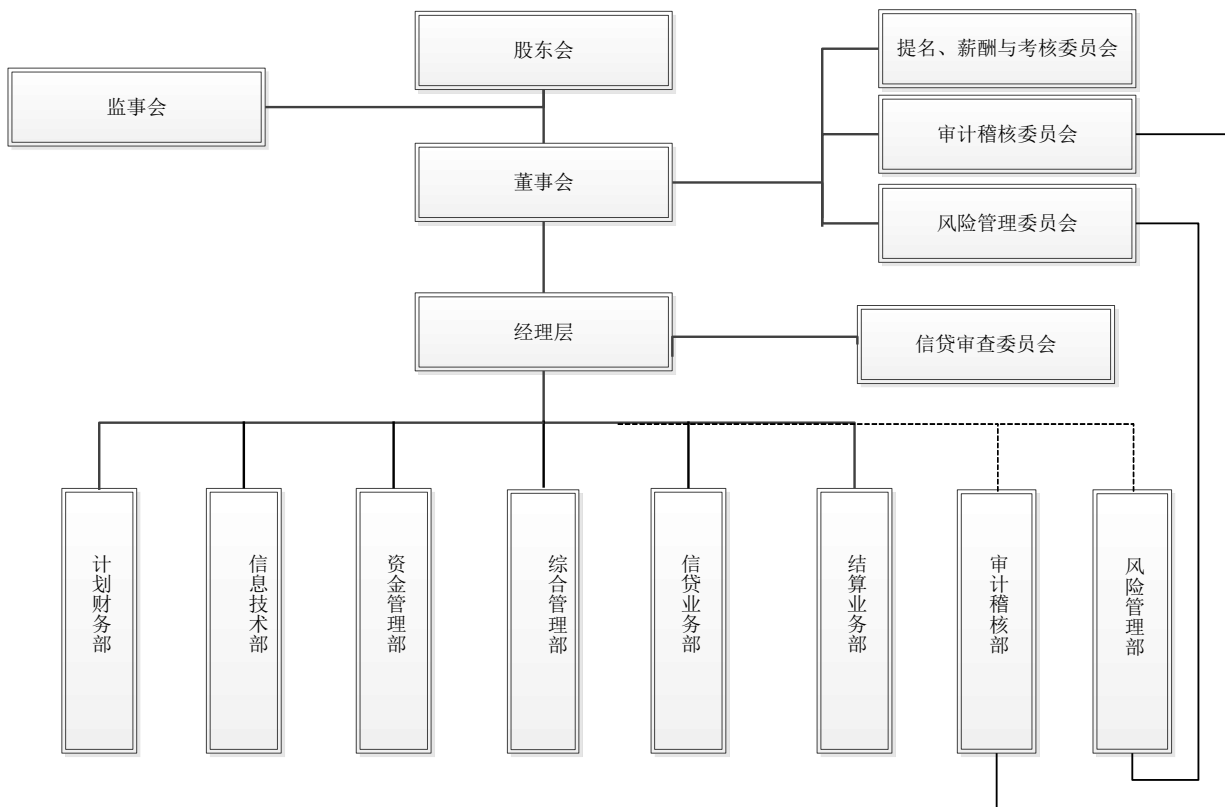 股东会
提名、薪酬与考核委员会
监事会
审计稽核委员会
董事会
风险管理委员会
经理层
信贷审查委员会
计划财务部
信息技术部
资金管理部
综合管理部
信贷业务部
结算业务部
审计稽核部
风险管理部